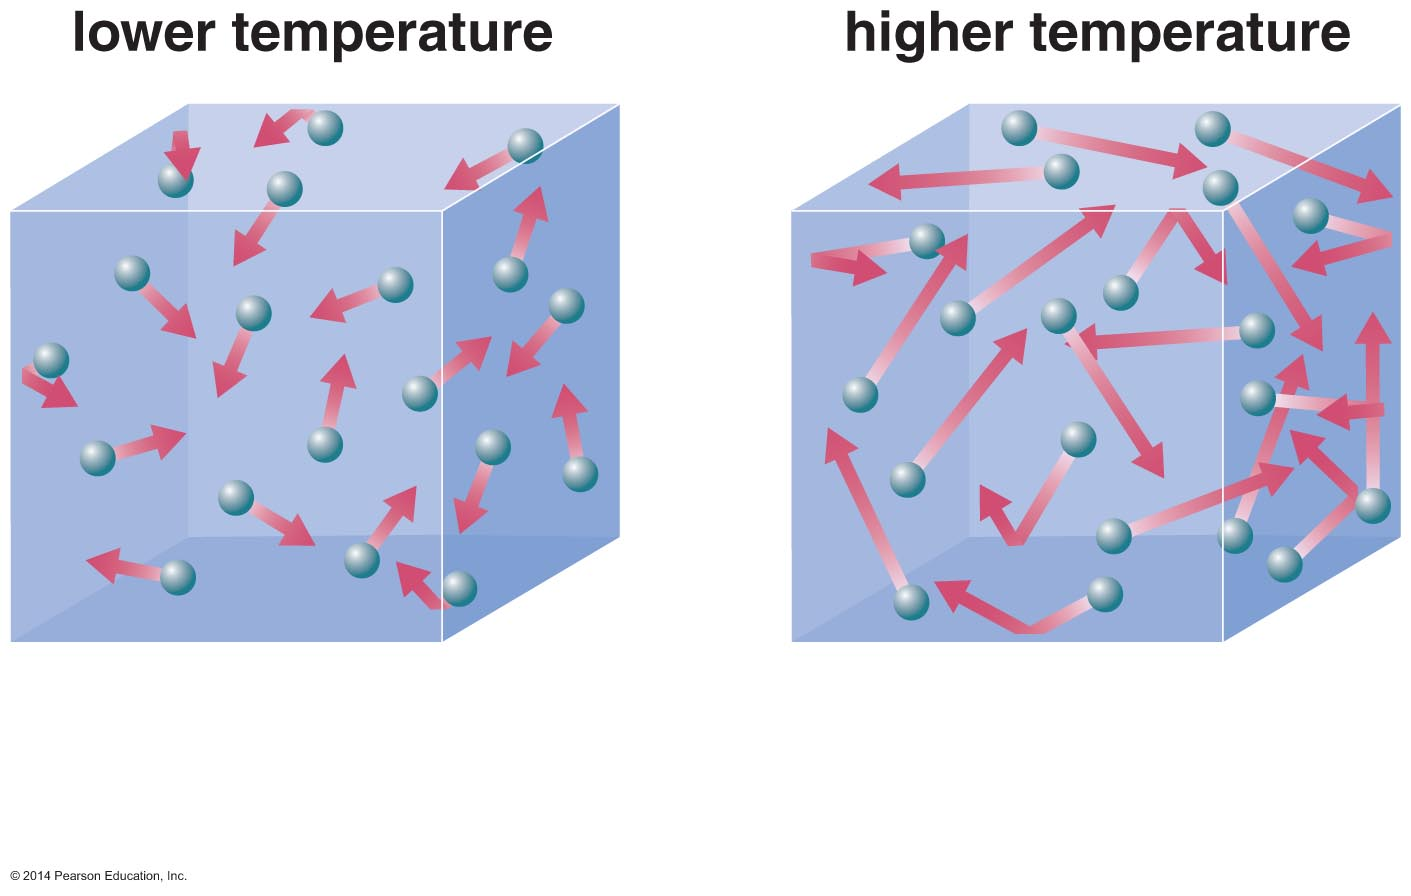 lower temperature
higher temperature
© 2014 Pearson Education, Inc.